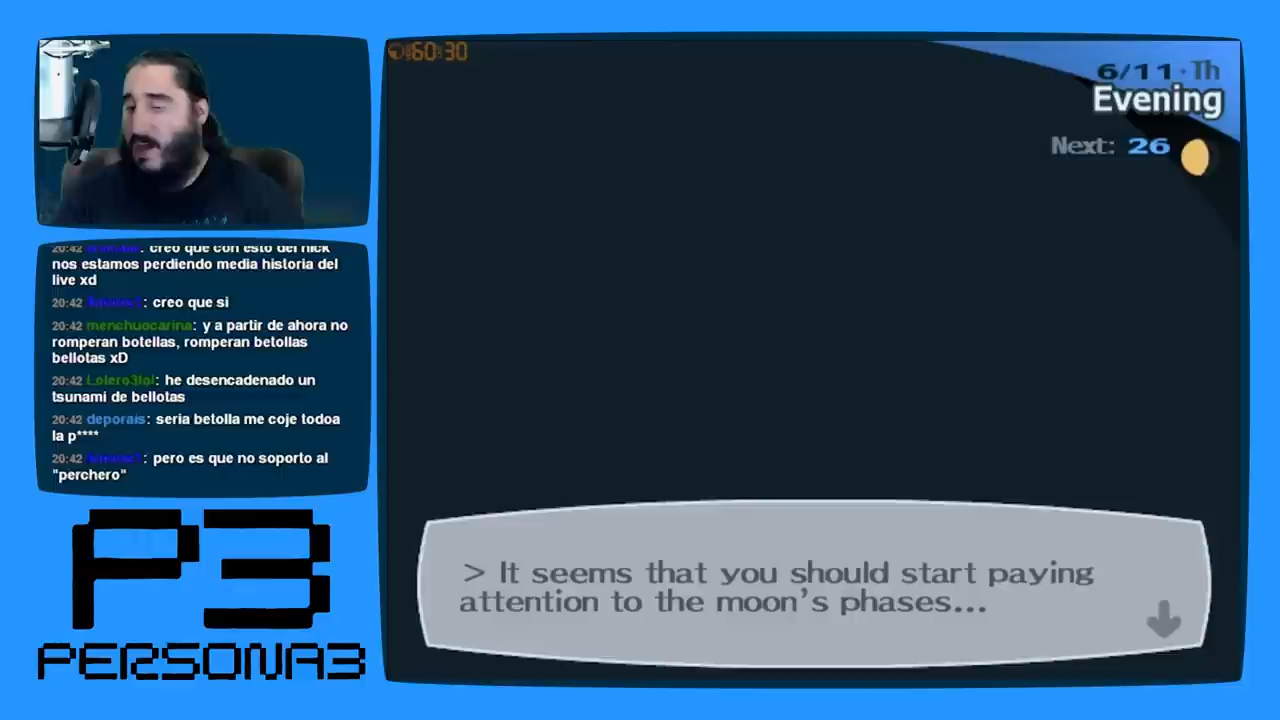 60:30
6/11·Th
Evening
Next: 26
20:42 : creo que con esto del nick
nos estamos perdiendo media historia del
live xd
20:42 : creo que si
20:42 menchuocarina: y a partir de ahora no
romperan botellas, romperan betollas
bellotas xD
20:42 Lolero3lol: he desencadenado un
tsunami de bellotas
20:42 deporais: seria betolla me coje todoa
la p****
20:42 : pero es que no soporto al
"perchero"
P3
PERSONA3
> It seems that you should start paying
attention to the moon's phases...